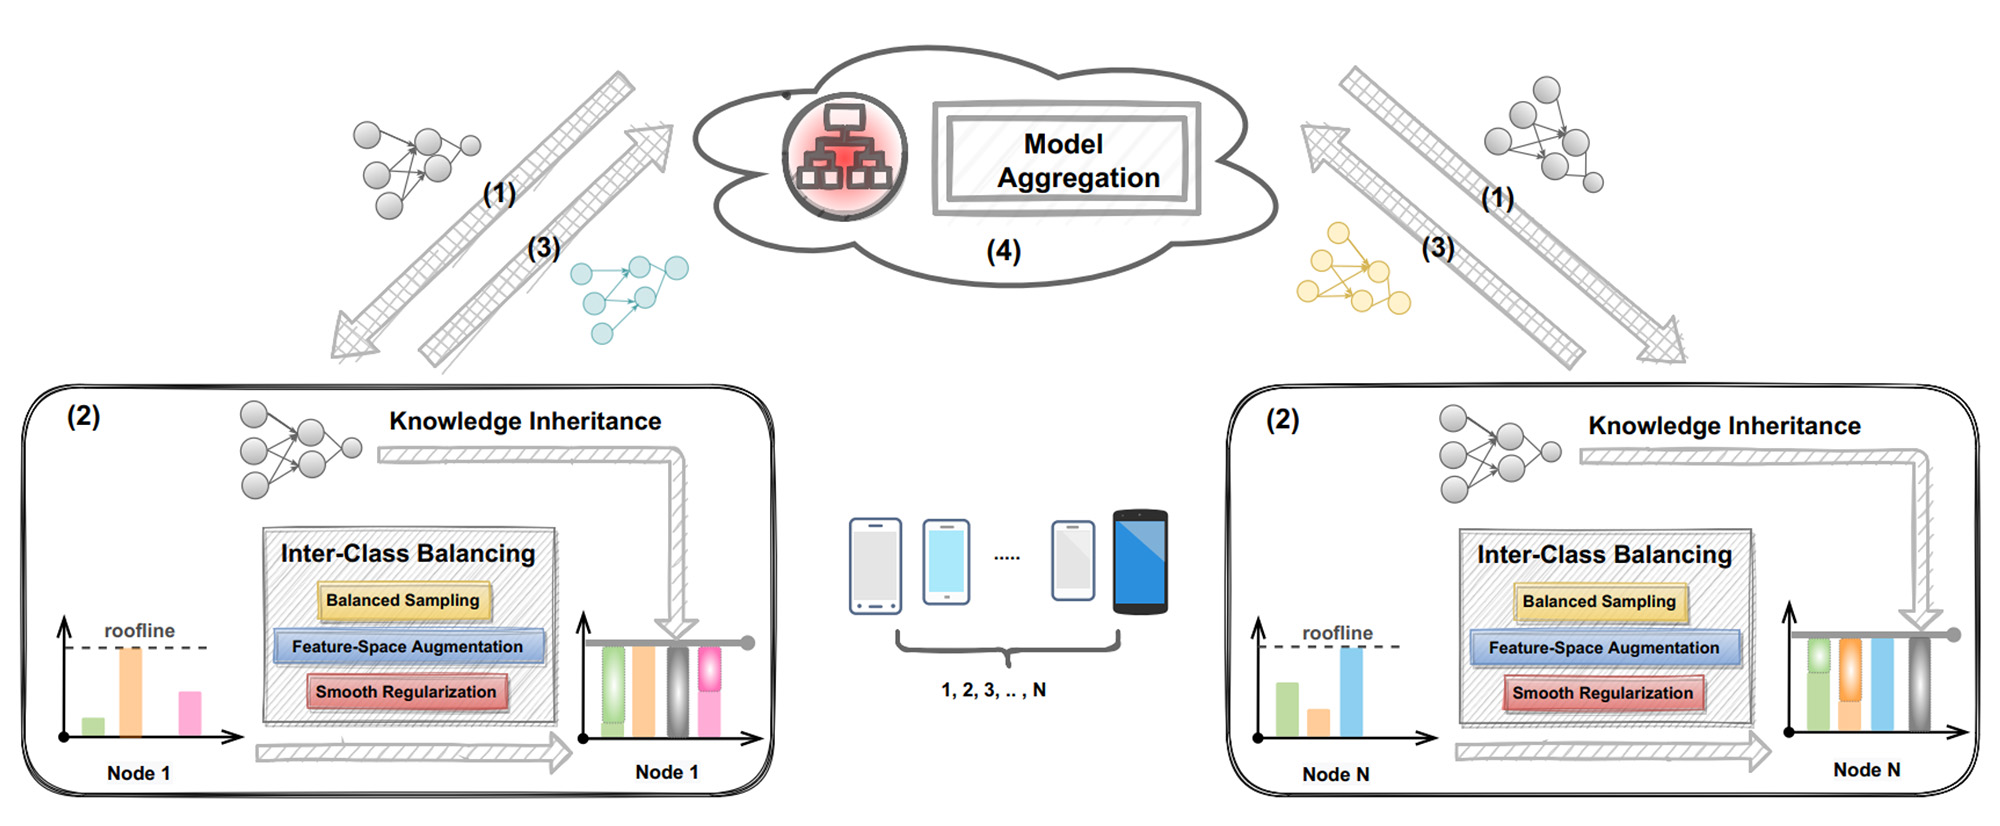 Model
Aggregation
(4)
(1)
(3)
(1)
(3)
(2)
Knowledge Inheritance
Inter-Class Balancing
Balanced Sampling
Feature-Space Augmentation
Smooth Regularization
roofline
Node 1
Node 1
.....
1, 2, 3, .. , N
(2)
Knowledge Inheritance
Inter-Class Balancing
Balanced Sampling
Feature-Space Augmentation
Smooth Regularization
roofline
Node N
Node N